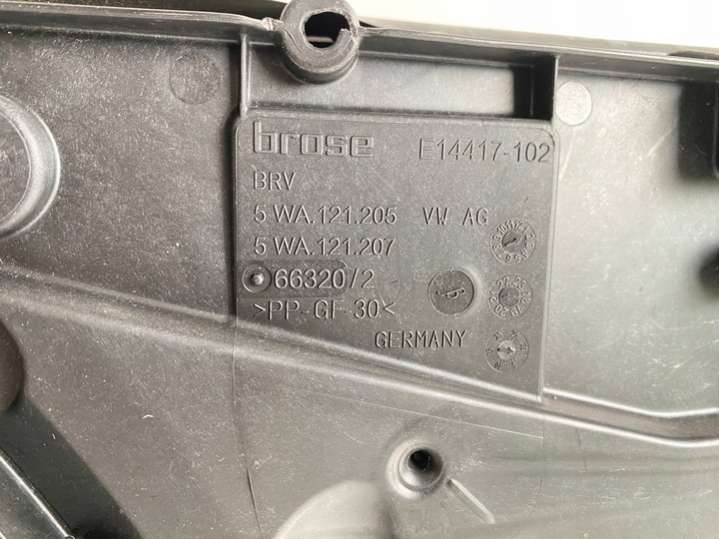 brose E14417-102
BRV
5 WA.121.205 VW AG
5 WA.121.207
66320/2
>PP-GF 30<
GERMANY